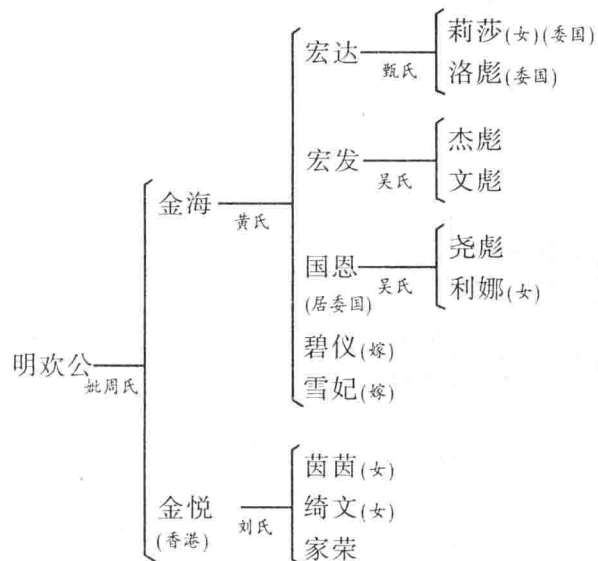 明欢公
妣周氏
金海
黄氏
宏达
甄氏
莉莎(女)(委国)
洛彪(委国)
宏发
吴氏
杰彪
文彪
国恩
(居委国)
吴氏
尧彪
利娜(女)
碧仪(嫁)
雪妃(嫁)
金悦
(香港)
刘氏
茵茵(女)
绮文(女)
家荣